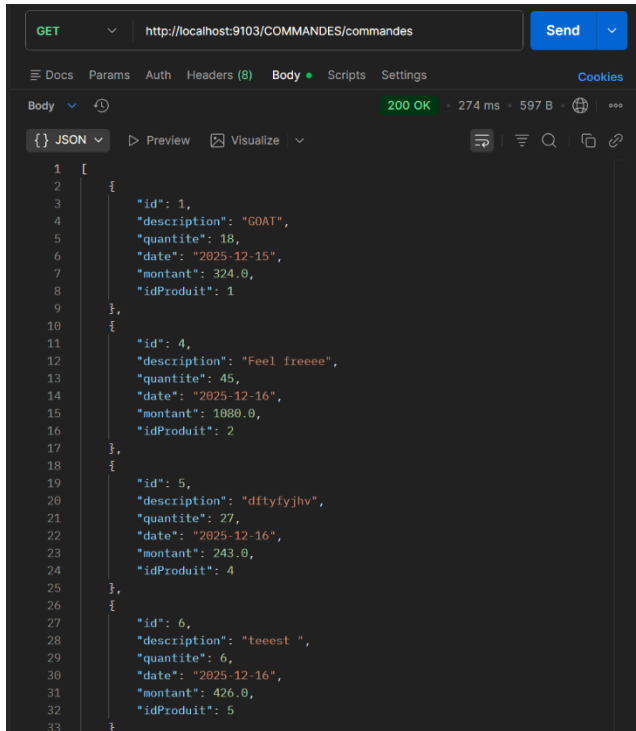 GET http://localhost:9103/COMMANDES/commandes Send
Docs Params Auth Headers (8) Body Scripts Settings Cookies
Body 200 OK 274 ms 597 B
{} JSON Preview Visualize
1 [
2 {
3 "id": 1,
4 "description": "GOAT",
5 "quantite": 18,
6 "date": "2025-12-15",
7 "montant": 324.0,
8 "idProduit": 1
9 },
10 {
11 "id": 4,
12 "description": "Feel freeee",
13 "quantite": 45,
14 "date": "2025-12-16",
15 "montant": 1080.0,
16 "idProduit": 2
17 },
18 {
19 "id": 5,
20 "description": "dftyfyjhv",
21 "quantite": 27,
22 "date": "2025-12-16",
23 "montant": 243.0,
24 "idProduit": 4
25 },
26 {
27 "id": 6,
28 "description": "teeest ",
29 "quantite": 6,
30 "date": "2025-12-16",
31 "montant": 426.0,
32 "idProduit": 5
33 }